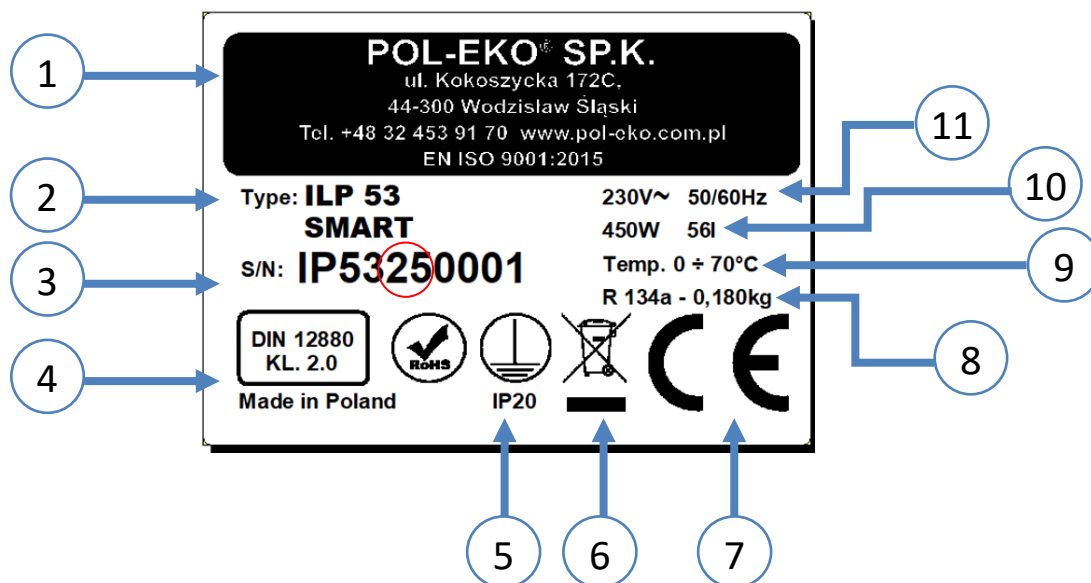 POL-EKO® SP.K.
ul. Kokoszycka 172C,
44-300 Wodzisław Śląski
Tel. +48 32 453 91 70 www.pol-eko.com.pl
EN ISO 9001:2015
Type: ILP 53
SMART
S/N: IP53250001
230V~ 50/60Hz
450W 56l
Temp. 0 ÷ 70°C
R 134a - 0,180kg
DIN 12880
KL. 2.0
Made in Poland
RoHS
IP20
CE
1
2
3
4
5
6
7
8
9
10
11